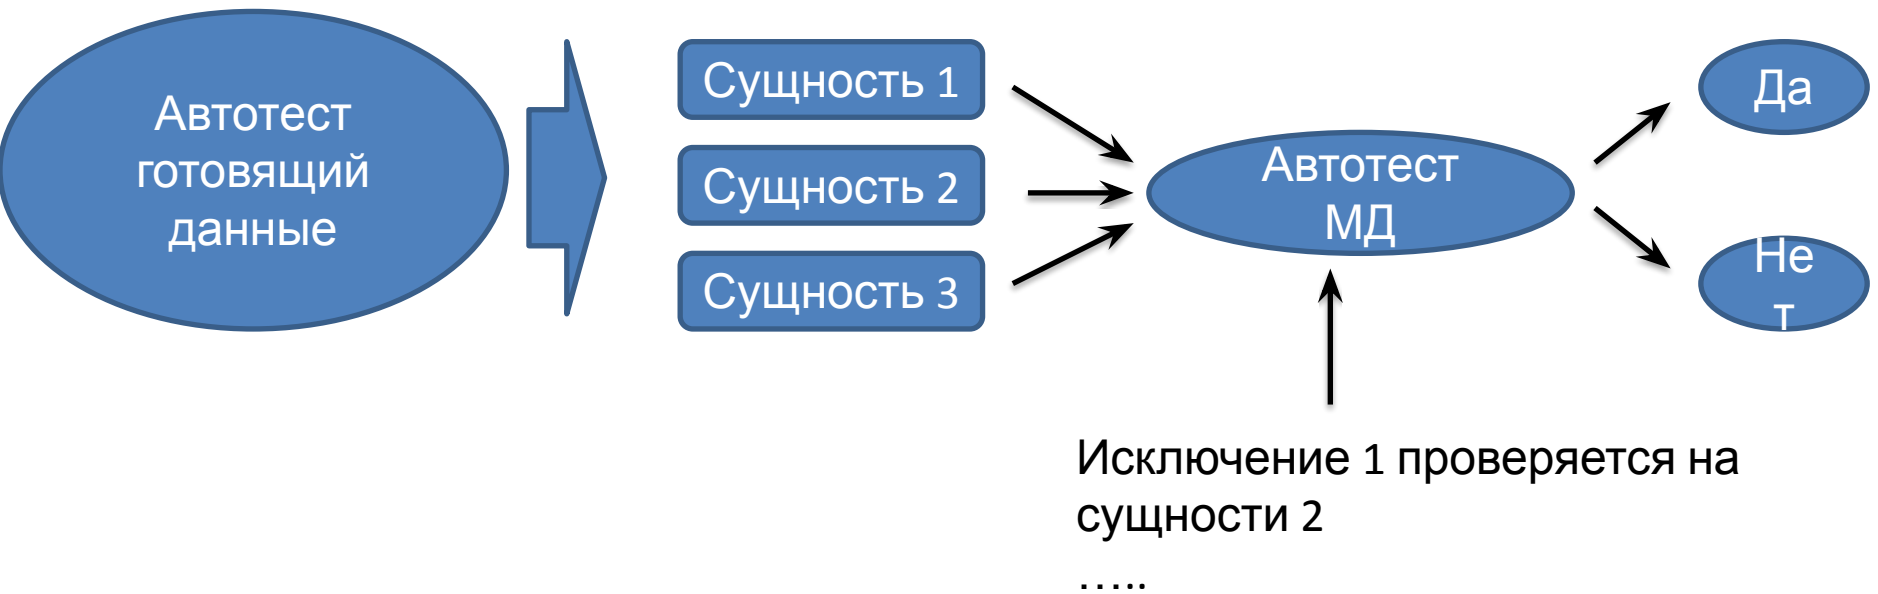 Автотест
готовящий
данные
Сущность 1
Сущность 2
Сущность 3
Автотест
МД
Да
Не
т
Исключение 1 проверяется на
сущности 2
…..